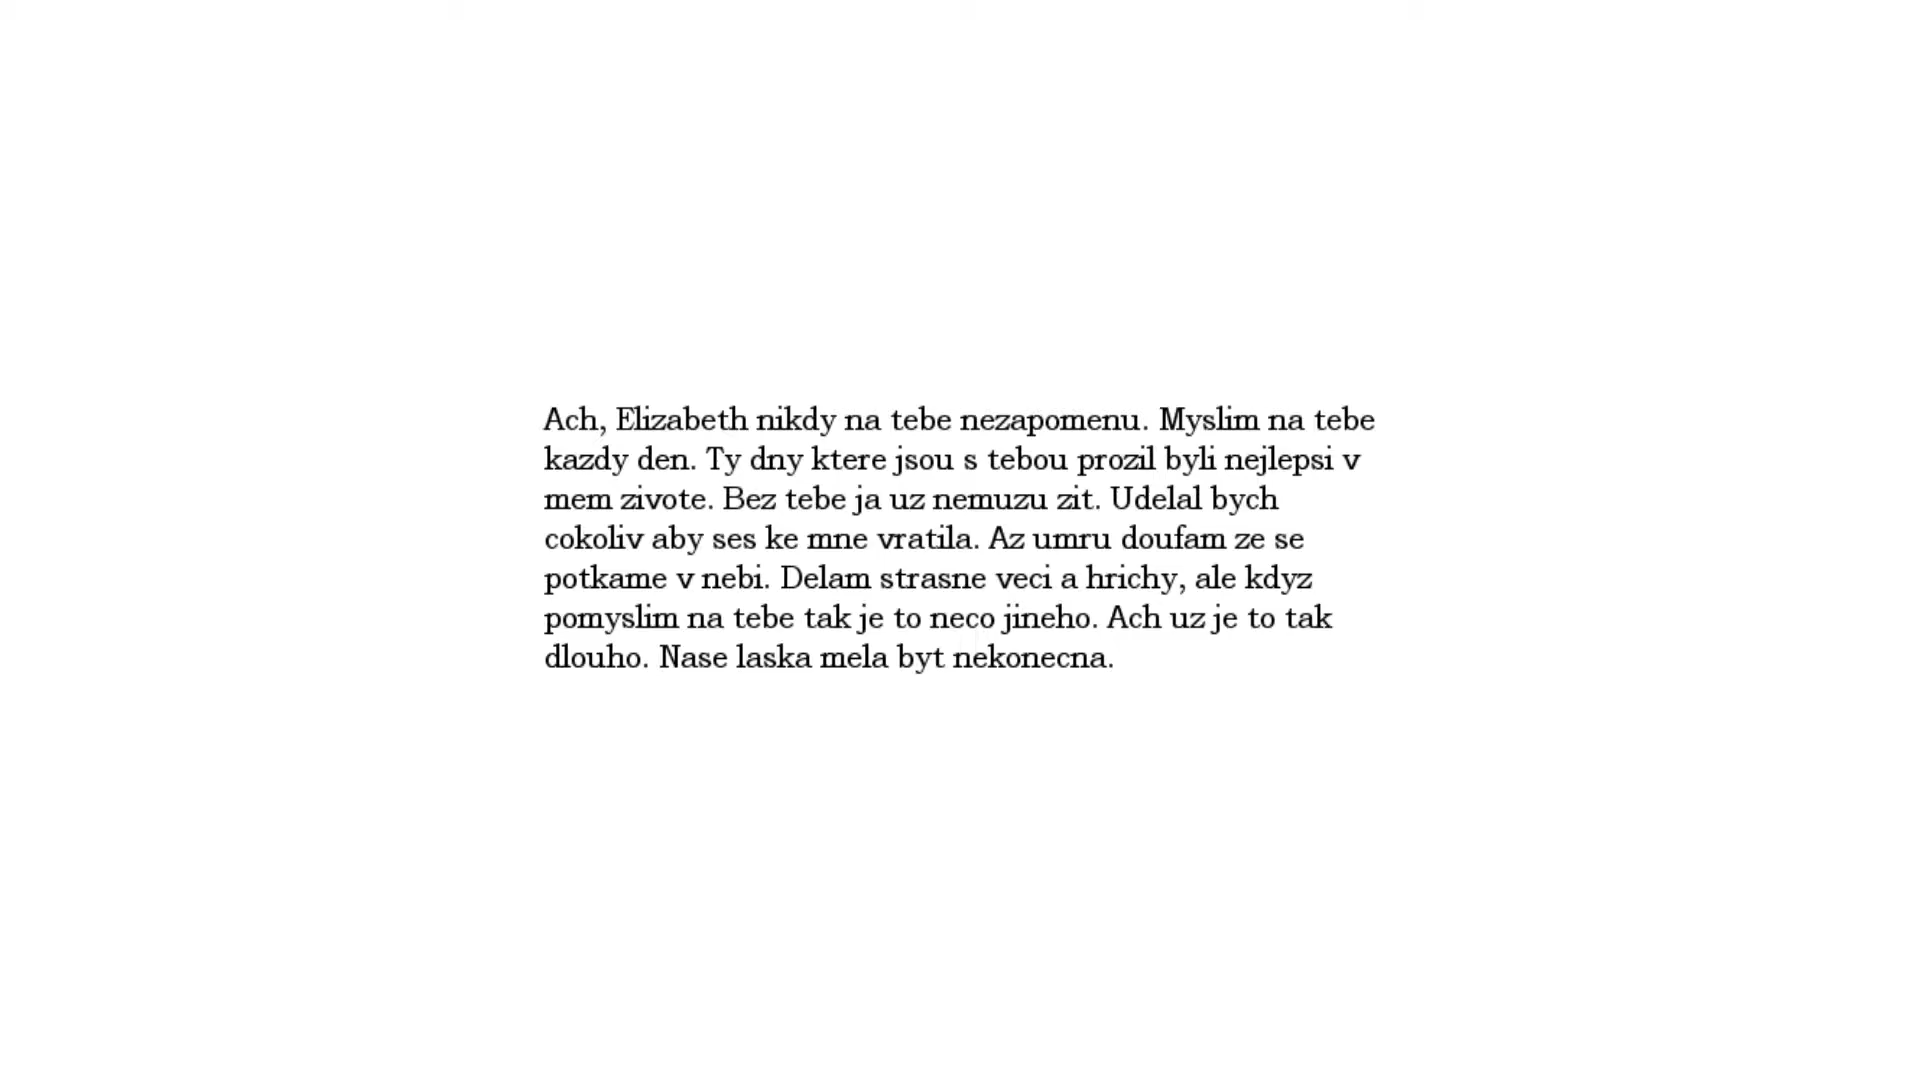 Ach, Elizabeth nikdy na tebe nezapomenu. Myslim na tebe
kazdy den. Ty dny ktere jsou s tebou prozil byli nejlepsi v
mem zivote. Bez tebe ja uz nemuzu zit. Udelal bych
cokoliv aby ses ke mne vratila. Az umru doufam ze se
potkame v nebi. Delam strasne veci a hrichy, ale kdyz
pomyslim na tebe tak je to neco jineho. Ach uz je to tak
dlouho. Nase laska mela byt nekonecna.